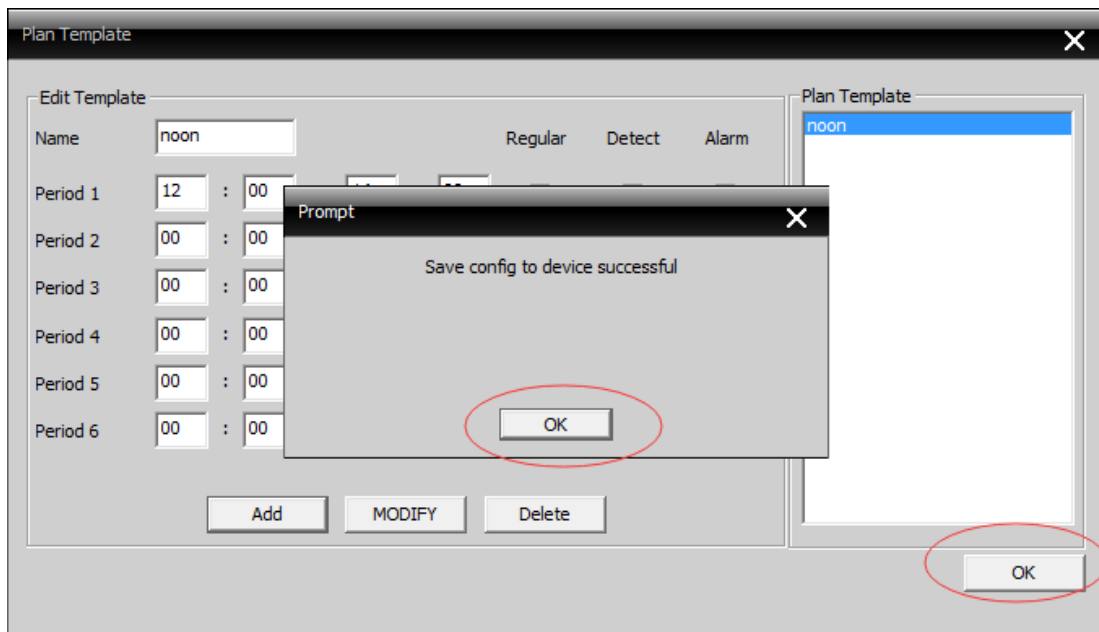 Plan Template
Edit Template
Plan Template
Name noon Regular Detect Alarm
noon
Period 1 12 : 00
Prompt
Save config to device successful
OK
Period 2 00 : 00
Period 3 00 : 00
Period 4 00 : 00
Period 5 00 : 00
Period 6 00 : 00
Add MODIFY Delete
OK